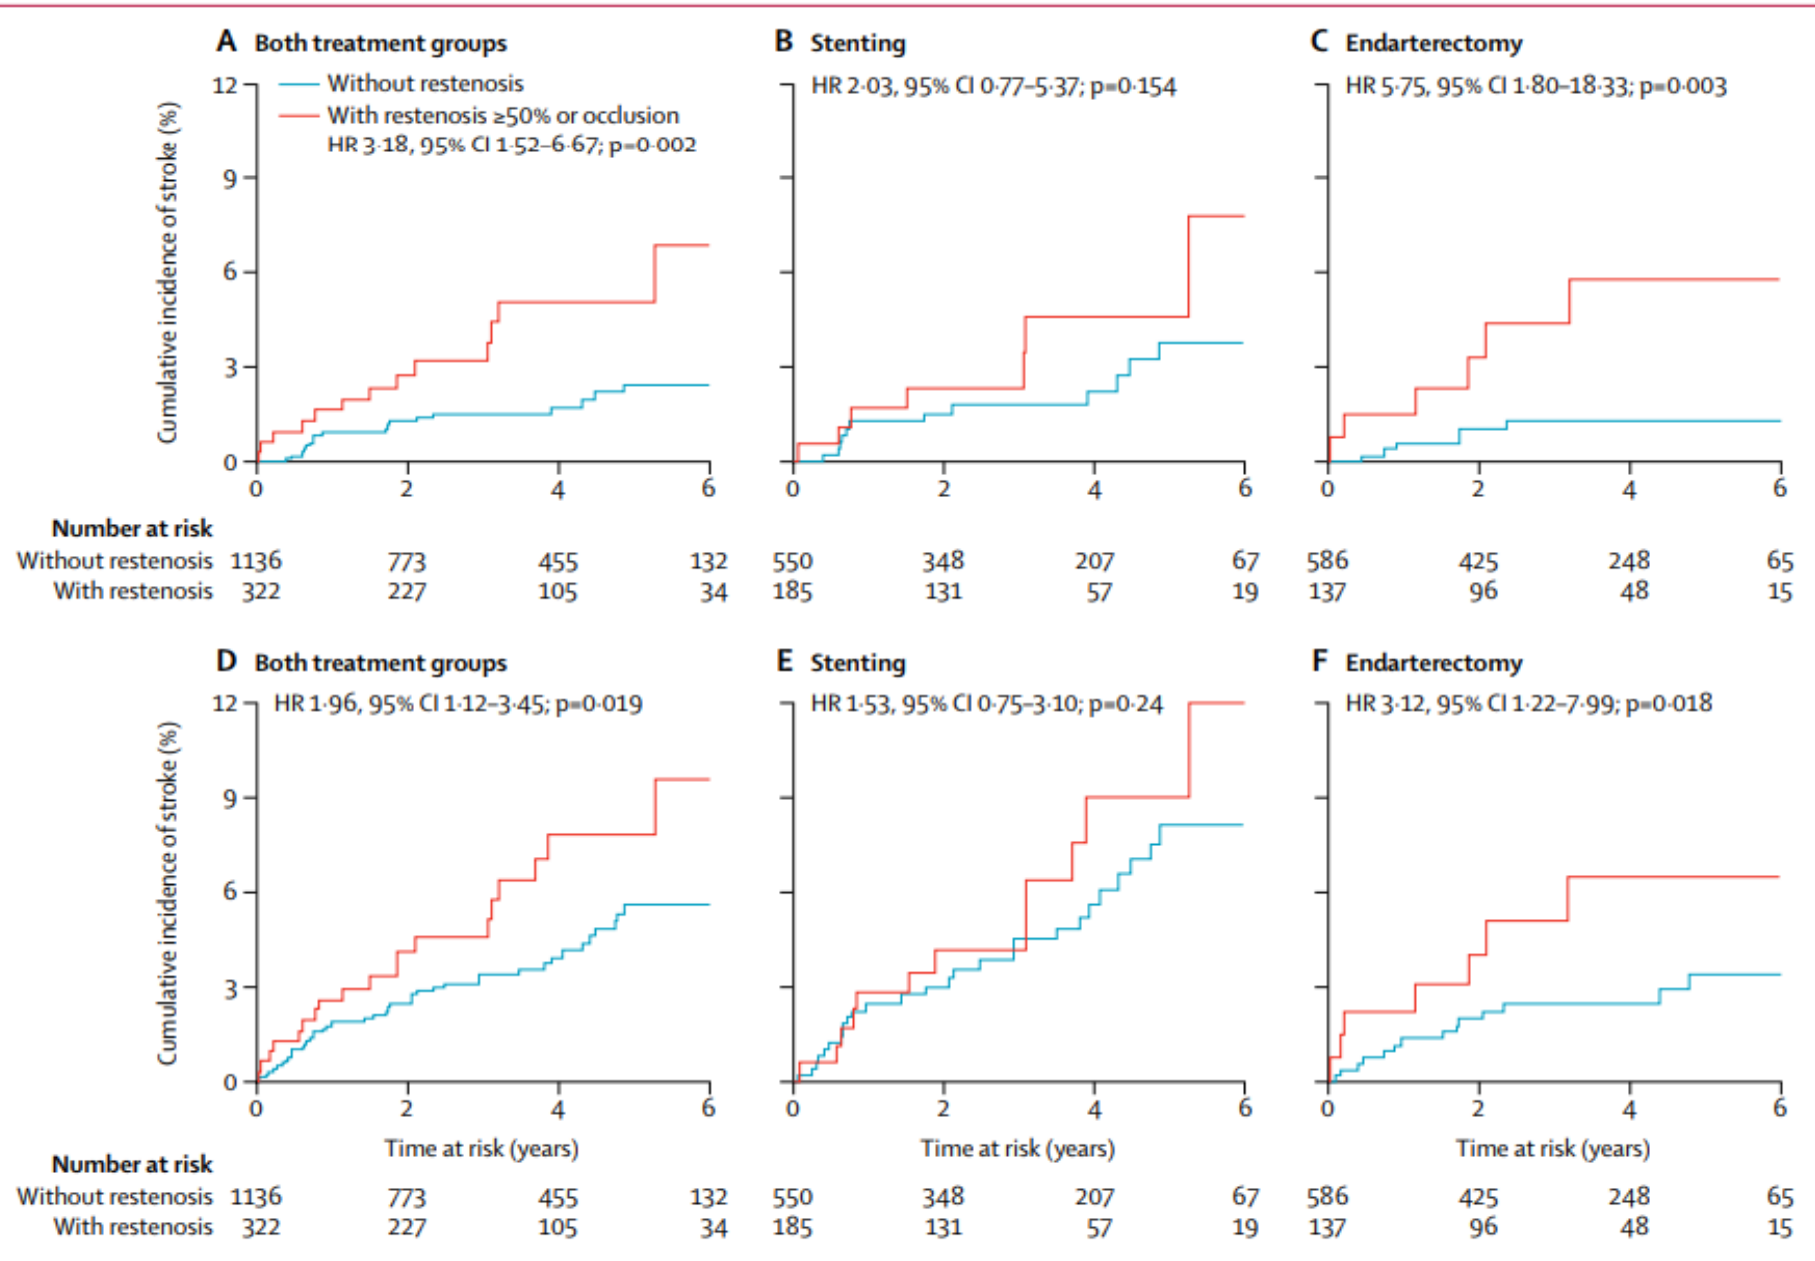 A Both treatment groups
Without restenosis
With restenosis ≥50% or occlusion
HR 3·18, 95% CI 1·52–6·67; p=0·002
Cumulative incidence of stroke (%)
12
9
6
3
0
0 2 4 6
B Stenting
HR 2·03, 95% CI 0·77–5·37; p=0·154
0 2 4 6
C Endarterectomy
HR 5·75, 95% CI 1·80–18·33; p=0·003
0 2 4 6
Number at risk
Without restenosis 1136 773 455 132 550 348 207 67 586 425 248 65
With restenosis 322 227 105 34 185 131 57 19 137 96 48 15
D Both treatment groups
HR 1·96, 95% CI 1·12–3·45; p=0·019
Cumulative incidence of stroke (%)
12
9
6
3
0
0 2 4 6
Time at risk (years)
E Stenting
HR 1·53, 95% CI 0·75–3·10; p=0·24
0 2 4 6
Time at risk (years)
F Endarterectomy
HR 3·12, 95% CI 1·22–7·99; p=0·018
0 2 4 6
Time at risk (years)
Number at risk
Without restenosis 1136 773 455 132 550 348 207 67 586 425 248 65
With restenosis 322 227 105 34 185 131 57 19 137 96 48 15